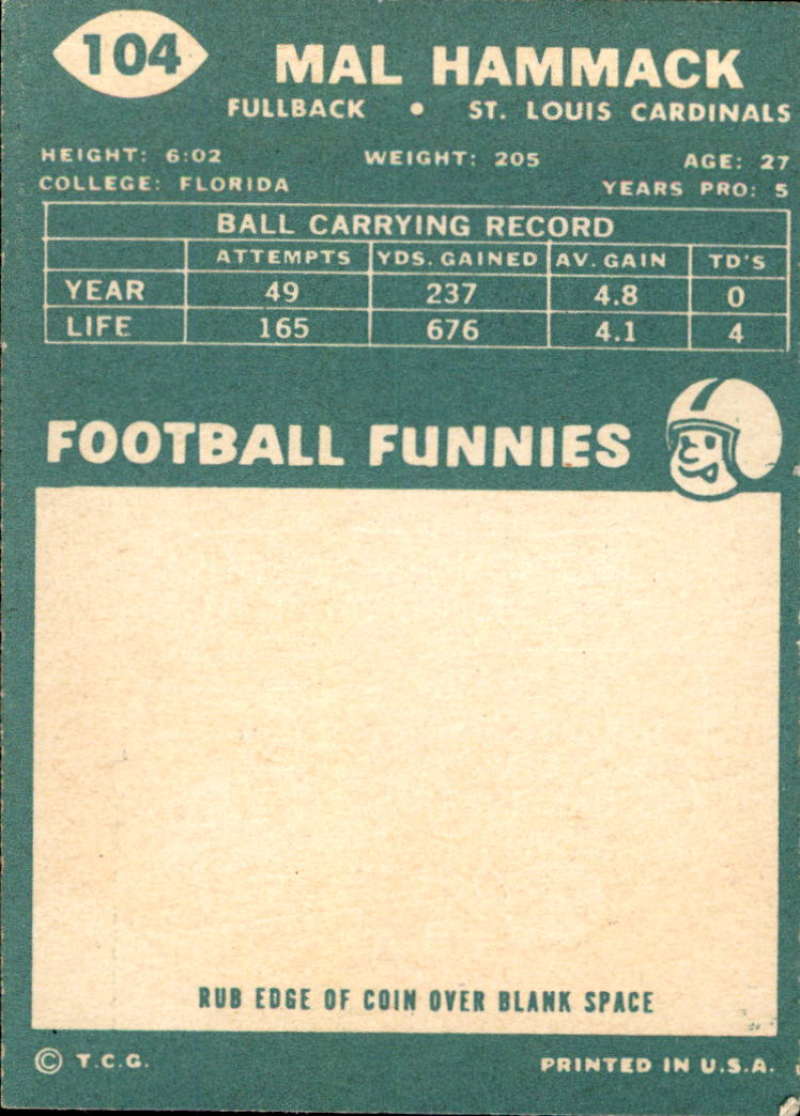 104
MAL HAMMACK
FULLBACK • ST. LOUIS CARDINALS
HEIGHT: 6:02 WEIGHT: 205 AGE: 27
COLLEGE: FLORIDA YEARS PRO: 5
BALL CARRYING RECORD
ATTEMPTS YDS. GAINED AV. GAIN TD'S
YEAR 49 237 4.8 0
LIFE 165 676 4.1 4
FOOTBALL FUNNIES
RUB EDGE OF COIN OVER BLANK SPACE
© T.C.G. PRINTED IN U.S.A.